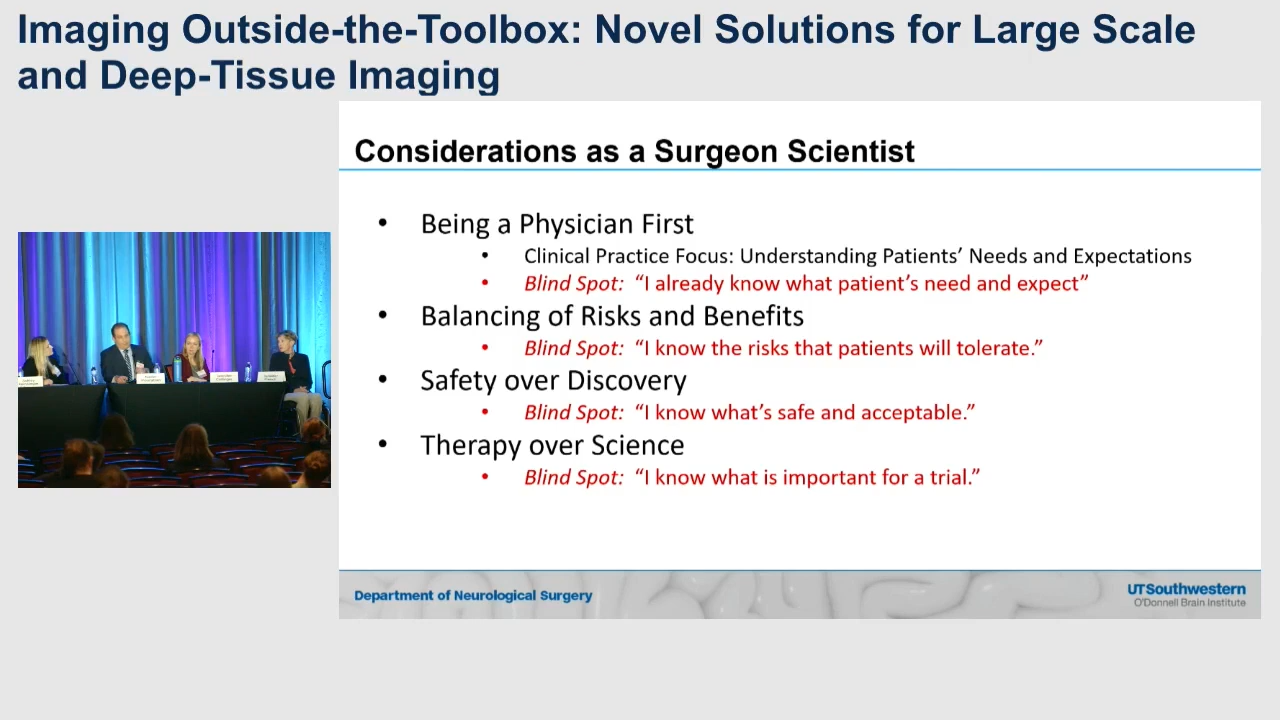 Imaging Outside-the-Toolbox: Novel Solutions for Large Scale
and Deep-Tissue Imaging
Considerations as a Surgeon Scientist
• Being a Physician First
• Clinical Practice Focus: Understanding Patients’ Needs and Expectations
• Blind Spot: “I already know what patient’s need and expect”
• Balancing of Risks and Benefits
• Blind Spot: “I know the risks that patients will tolerate.”
• Safety over Discovery
• Blind Spot: “I know what’s safe and acceptable.”
• Therapy over Science
• Blind Spot: “I know what is important for a trial.”
Department of Neurological Surgery
UTSouthwestern
O'Donnell Brain Institute